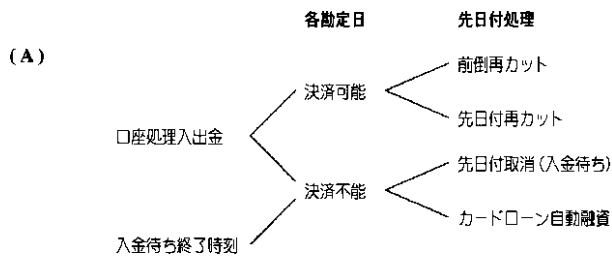 各勘定日 先日付処理
(A)
前倒再カット
決済可能
先日付再カット
口座処理入出金
先日付取消(入金待ち)
決済不能
カードローン自動融資
入金待ち終了時刻